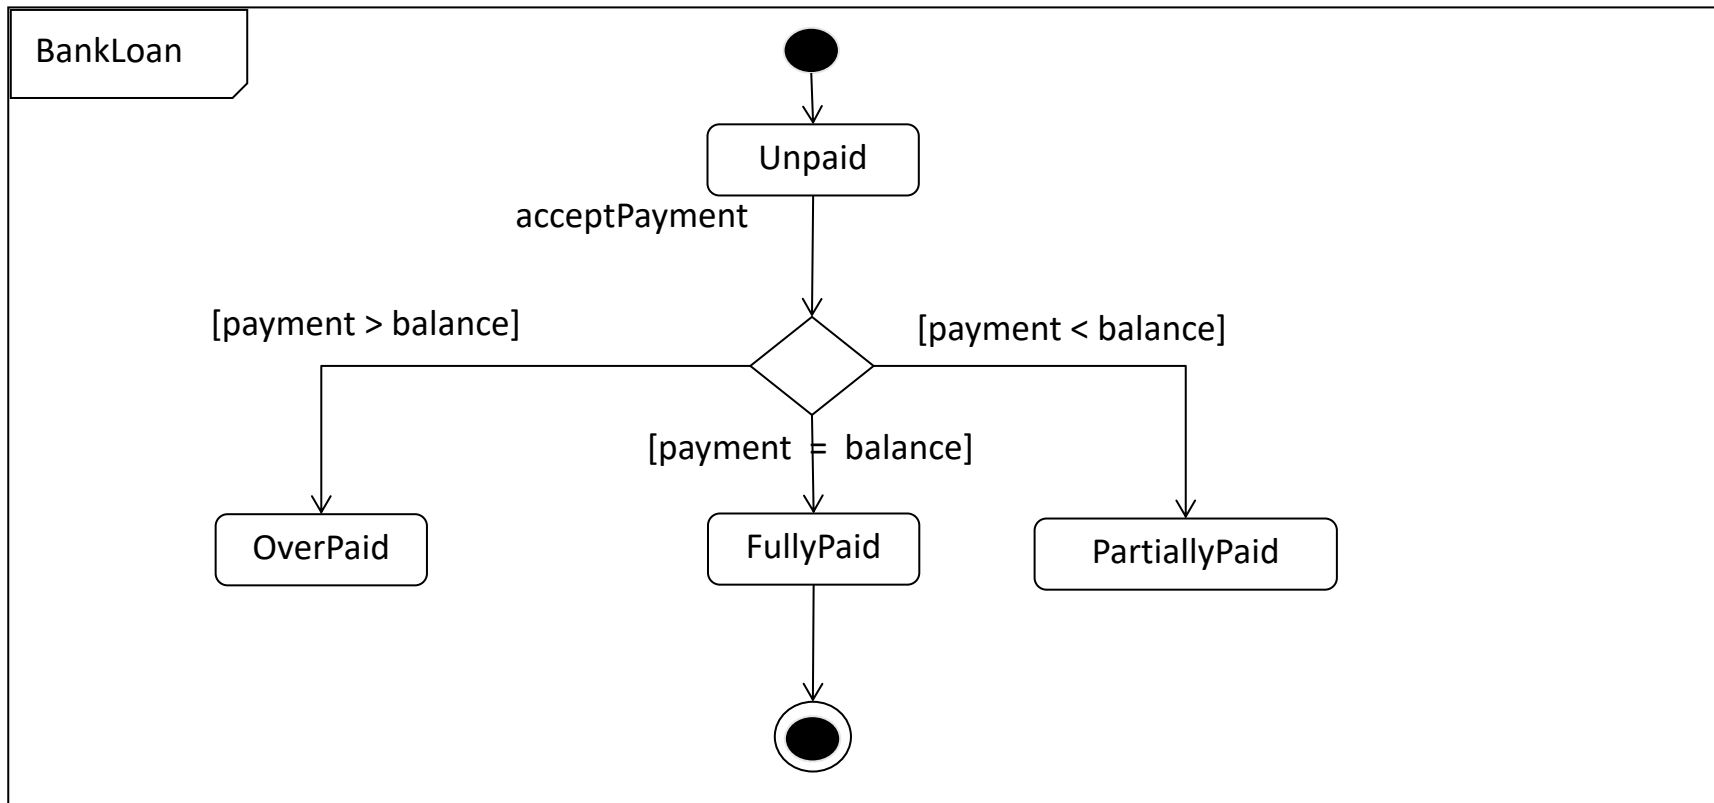 BankLoan
Unpaid
acceptPayment
[payment > balance]
[payment < balance]
[payment = balance]
OverPaid
FullyPaid
PartiallyPaid